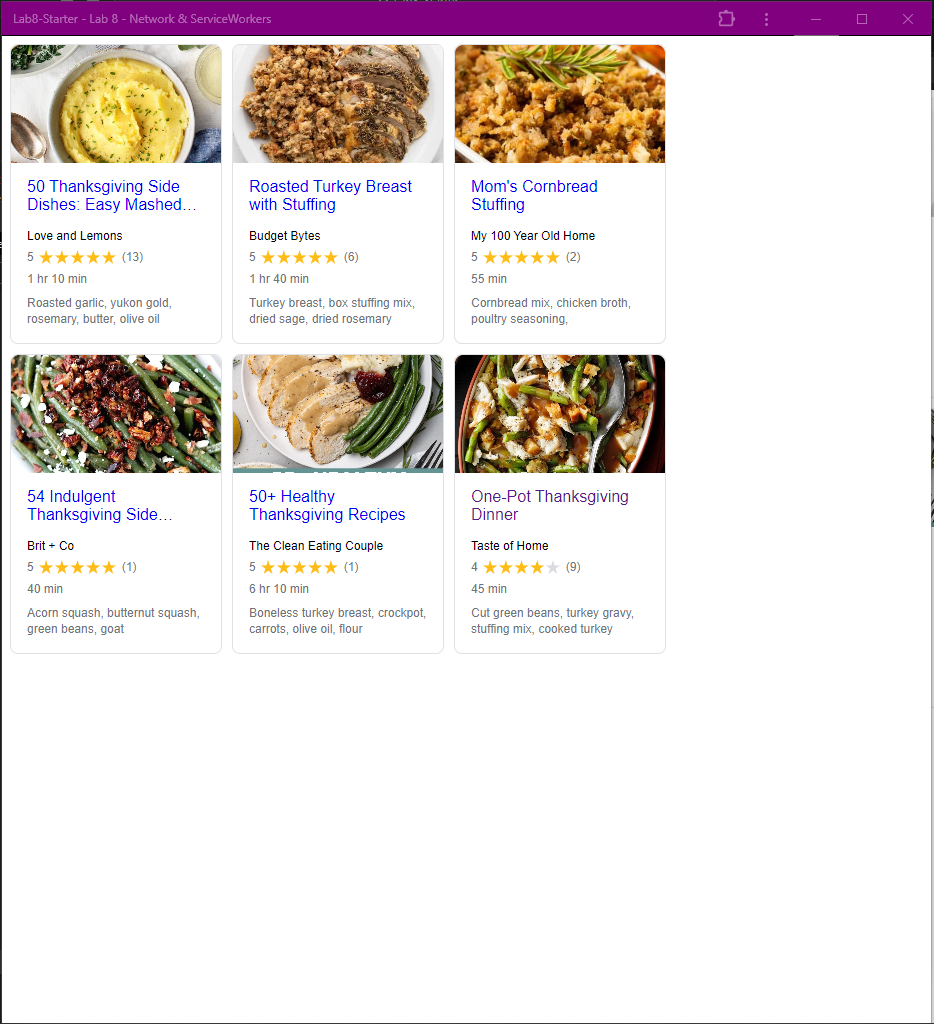 Lab8-Starter - Lab 8 - Network & ServiceWorkers
50 Thanksgiving Side
Dishes: Easy Mashed…
Love and Lemons
5 ★★★★★ (13)
1 hr 10 min
Roasted garlic, yukon gold,
rosemary, butter, olive oil
Roasted Turkey Breast
with Stuffing
Budget Bytes
5 ★★★★★ (6)
1 hr 40 min
Turkey breast, box stuffing mix,
dried sage, dried rosemary
Mom's Cornbread
Stuffing
My 100 Year Old Home
5 ★★★★★ (2)
55 min
Cornbread mix, chicken broth,
poultry seasoning,
54 Indulgent
Thanksgiving Side…
Brit + Co
5 ★★★★★ (1)
40 min
Acorn squash, butternut squash,
green beans, goat
50+ Healthy
Thanksgiving Recipes
The Clean Eating Couple
5 ★★★★★ (1)
6 hr 10 min
Boneless turkey breast, crockpot,
carrots, olive oil, flour
One-Pot Thanksgiving
Dinner
Taste of Home
4 ★★★★★ (9)
45 min
Cut green beans, turkey gravy,
stuffing mix, cooked turkey